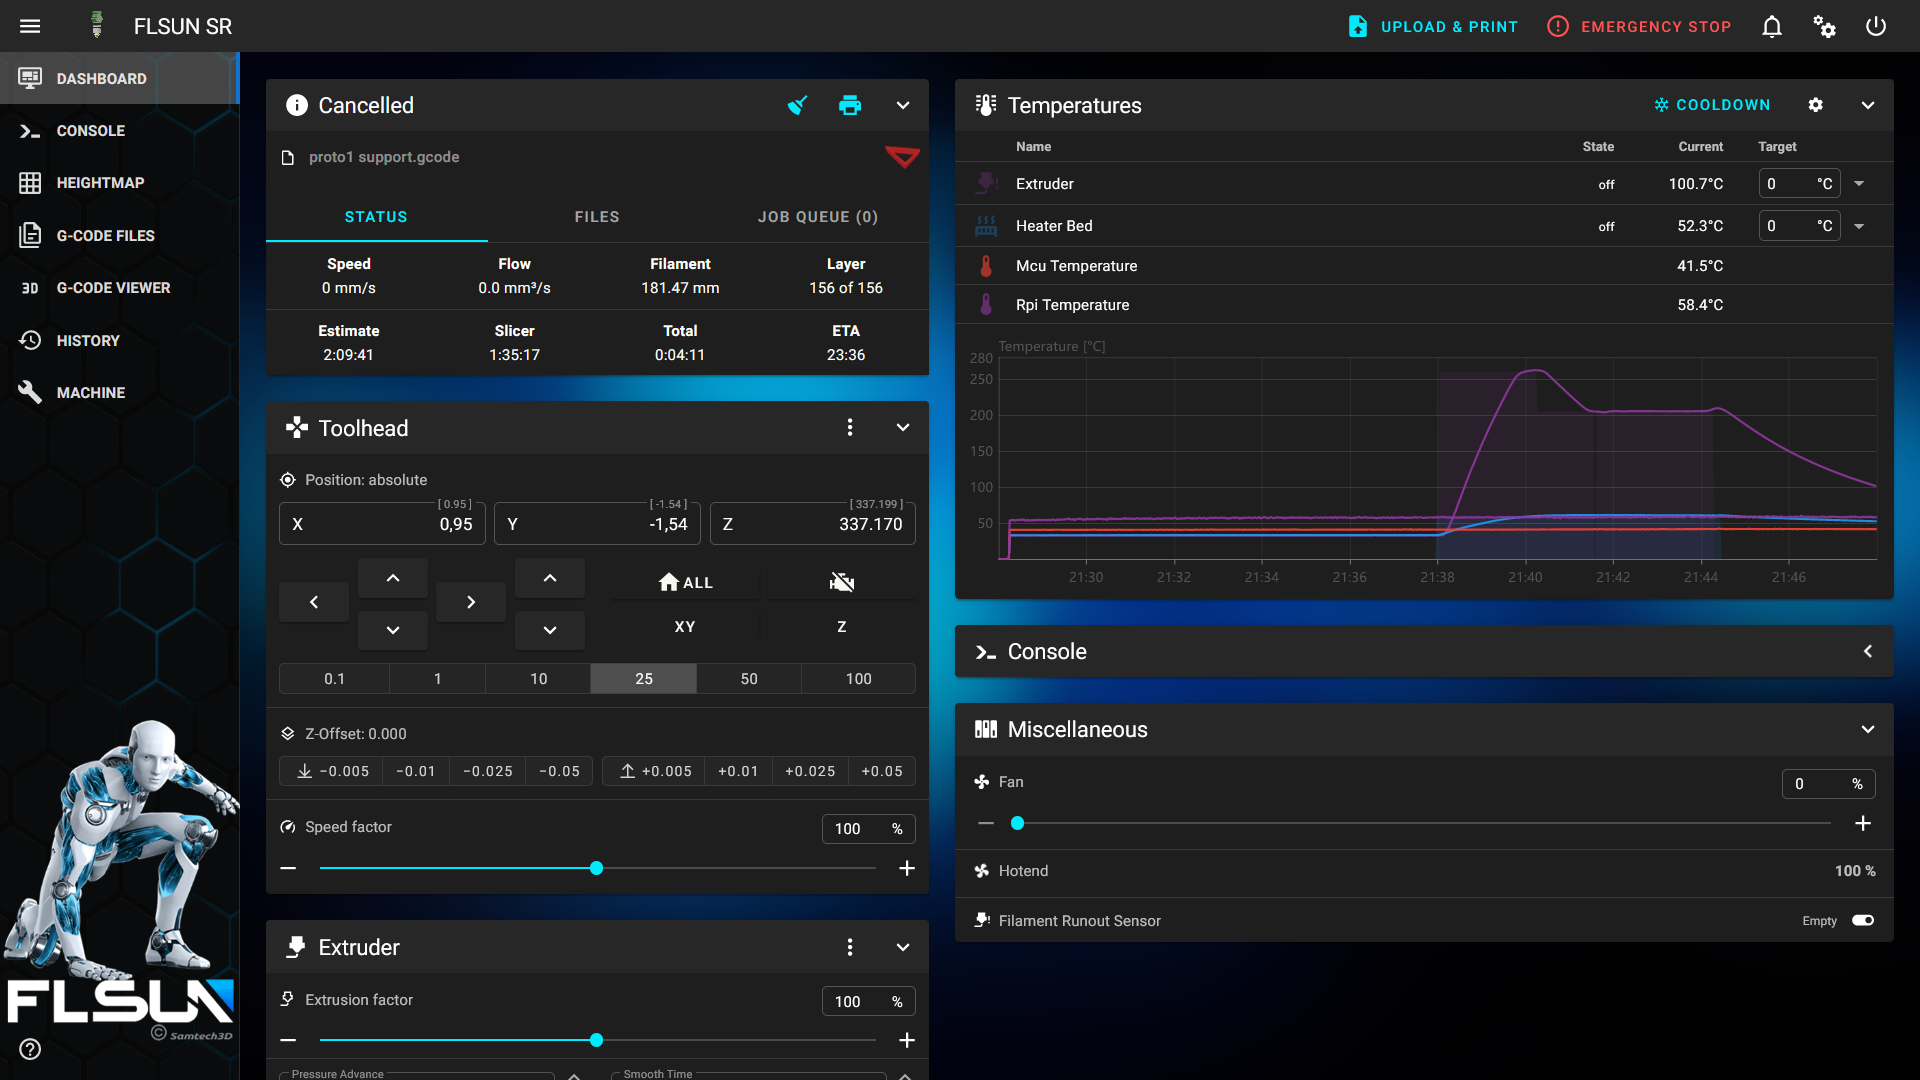 FLSUN SR
UPLOAD & PRINT
EMERGENCY STOP
DASHBOARD
CONSOLE
HEIGHTMAP
G-CODE FILES
3D G-CODE VIEWER
HISTORY
MACHINE
FLSUN
© Samtech3D
Cancelled
proto1 support.gcode
STATUS FILES JOB QUEUE (0)
Speed Flow Filament Layer
0 mm/s 0.0 mm³/s 181.47 mm 156 of 156
Estimate Slicer Total ETA
2:09:41 1:35:17 0:04:11 23:36
Toolhead
Position: absolute
[ 0.95 ] [ -1.54 ] [ 337.199 ]
X 0,95 Y -1,54 Z 337.170
ALL
XY Z
0.1 1 10 25 50 100
Z-Offset: 0.000
−0.005 −0.01 −0.025 −0.05 +0.005 +0.01 +0.025 +0.05
Speed factor 100 %
Extruder
Extrusion factor 100 %
Pressure Advance Smooth Time
Temperatures
COOLDOWN
Name State Current Target
Extruder off 100.7°C 0 °C
Heater Bed off 52.3°C 0 °C
Mcu Temperature 41.5°C
Rpi Temperature 58.4°C
Temperature [°C]
280
250
200
150
100
50
21:30 21:32 21:34 21:36 21:38 21:40 21:42 21:44 21:46
Console
Miscellaneous
Fan 0 %
Hotend 100 %
Filament Runout Sensor Empty